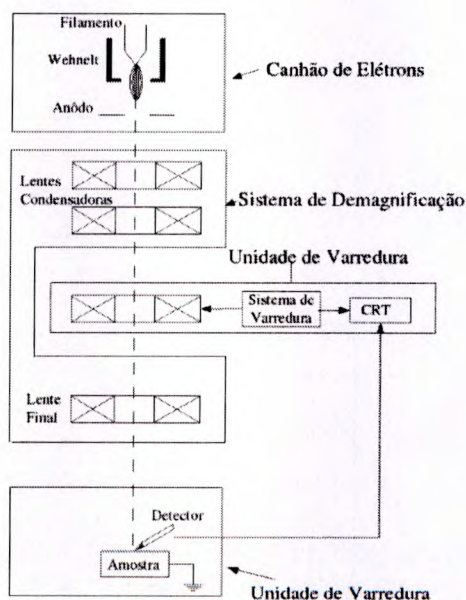 Filamento
Wehnelt
Canhão de Elétrons
Anôdo
Lentes
Condensadoras
Sistema de Demagnificação
Unidade de Varredura
Sistema de
Varredura
CRT
Lente
Final
Detector
Amostra
Unidade de Varredura